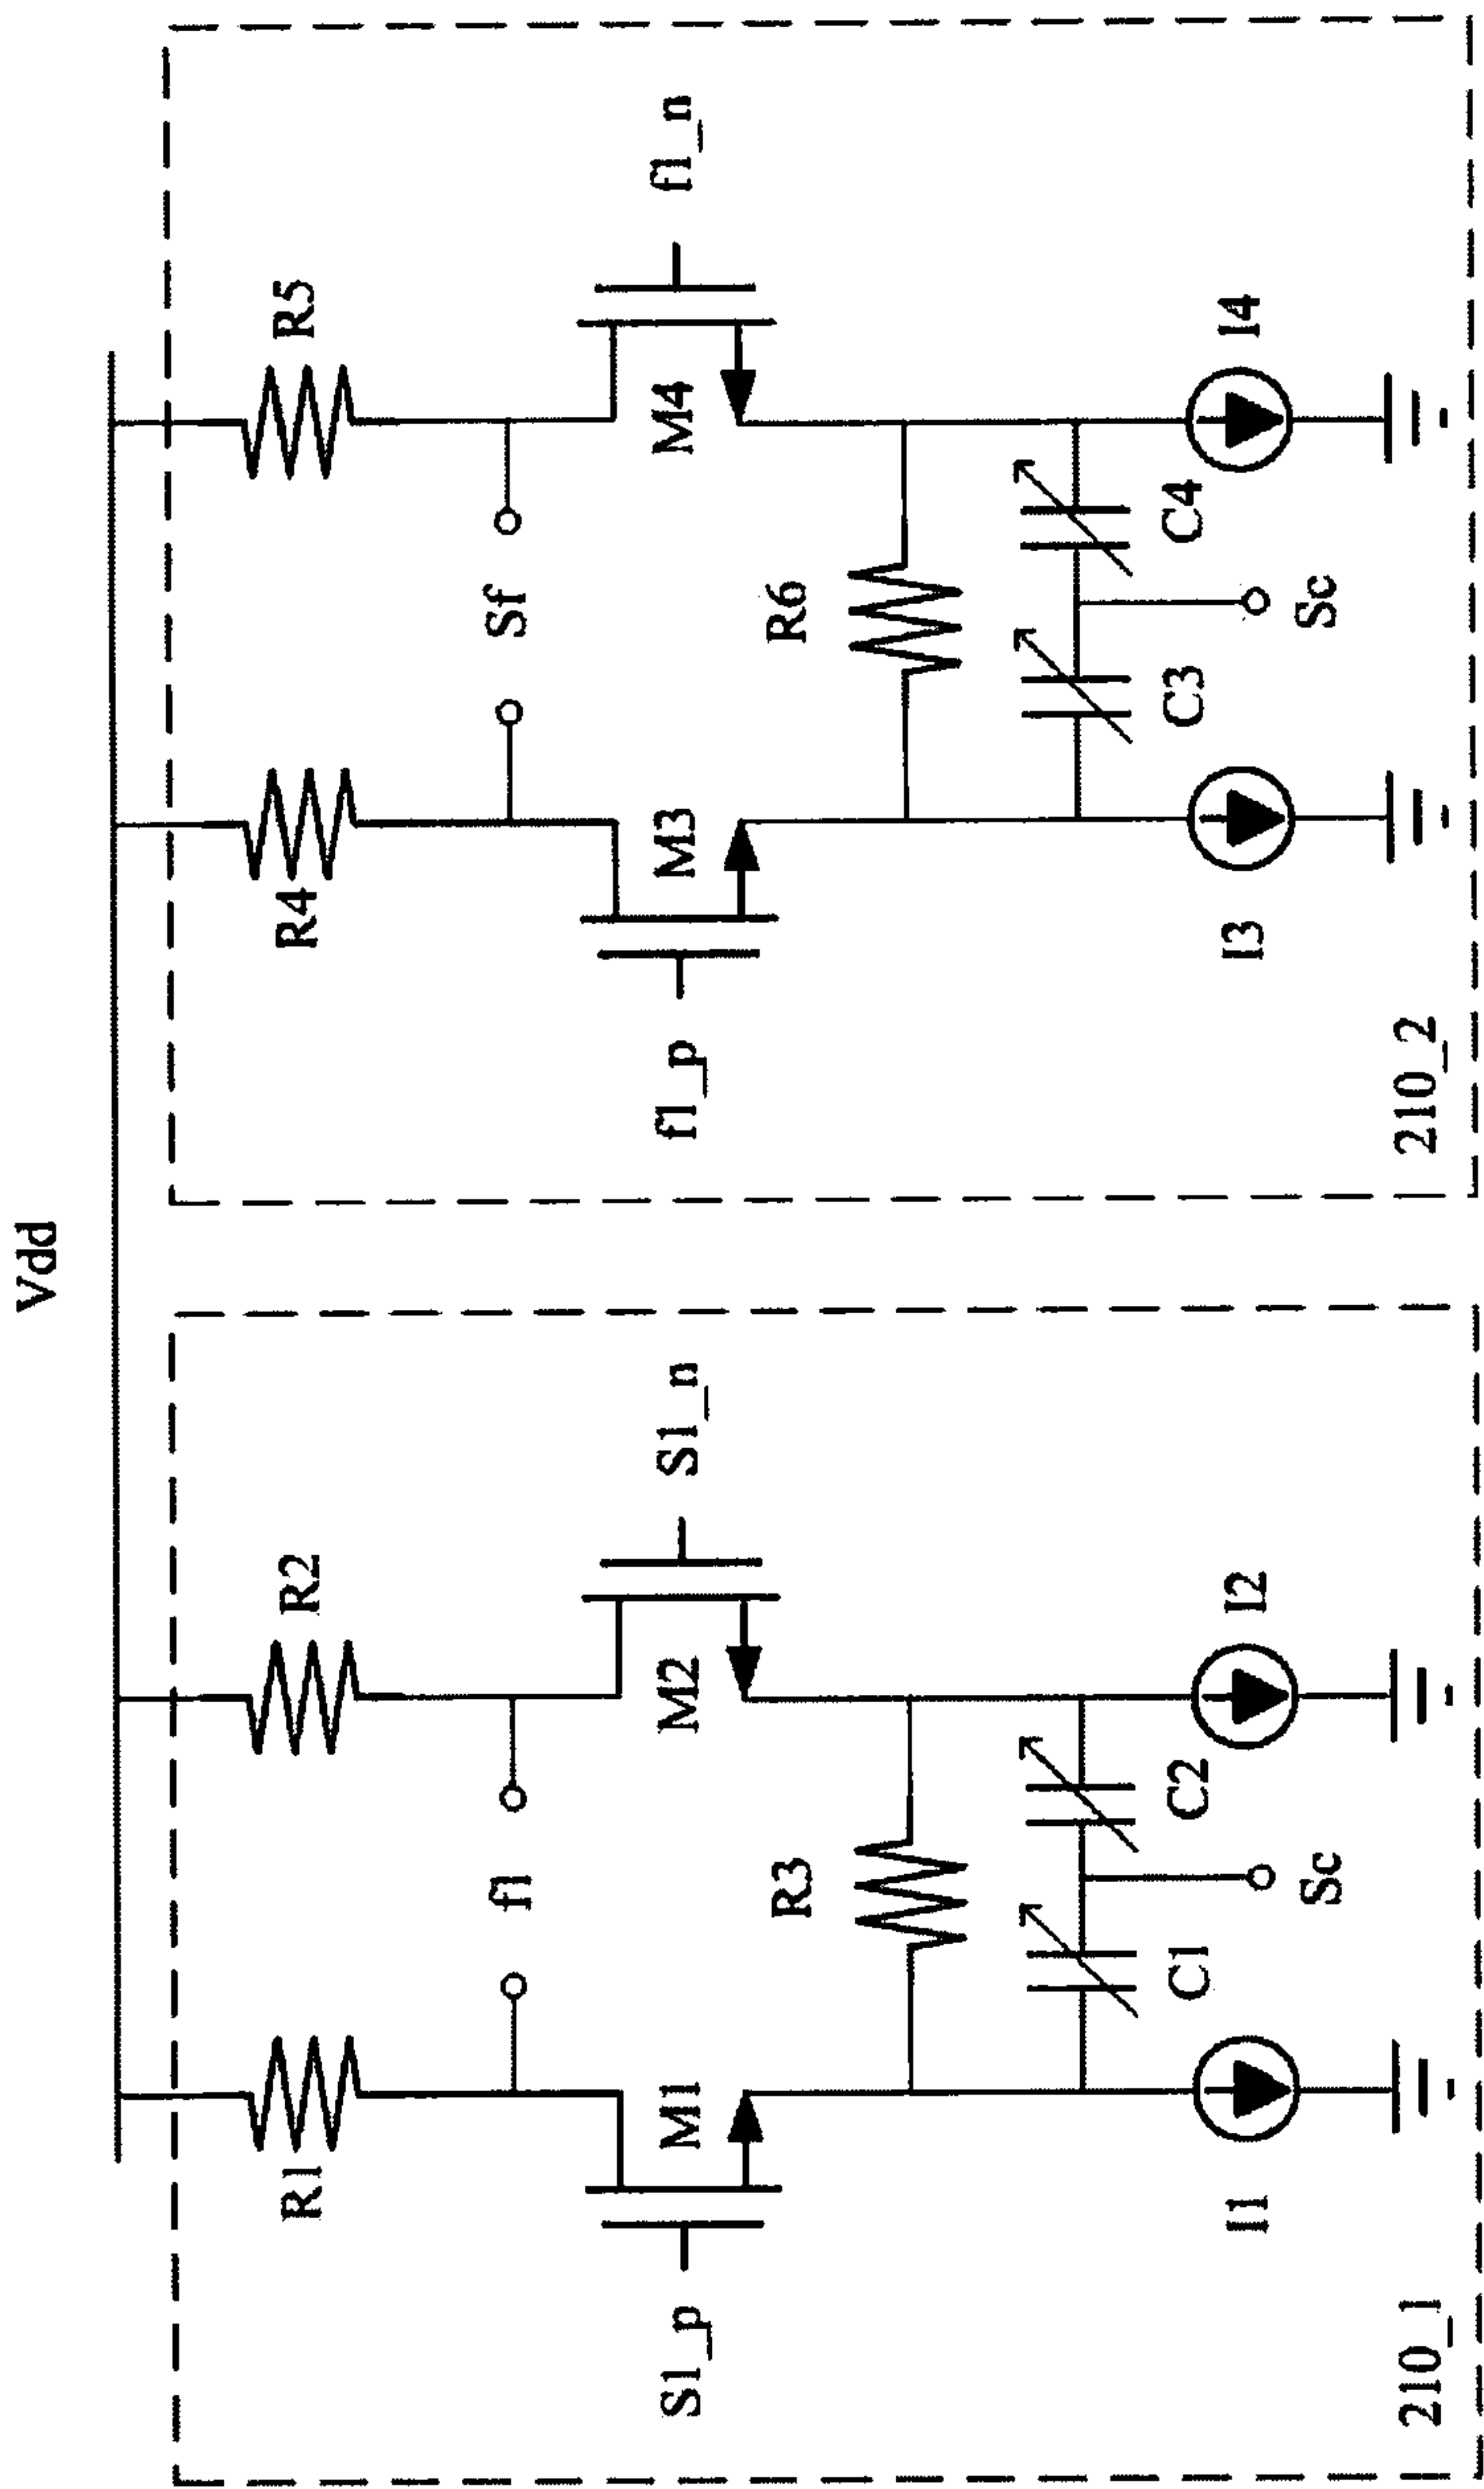 Vdd
R1
R2
R4
R5
f1
Sf
S1_p
M1
M2
S1_n
f1_p
M3
M4
f1_n
R3
R6
C1
C2
C3
C4
I1
I2
I3
I4
Sc
Sc
210_1
210_2